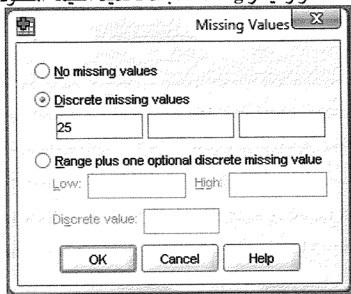 Missing Values
No missing values
Discrete missing values
25
Range plus one optional discrete missing value
Low: High:
Discrete value:
OK Cancel Help